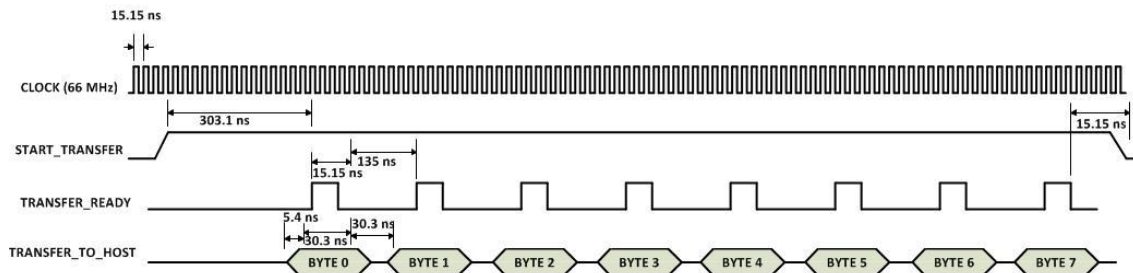 15.15 ns
CLOCK (66 MHz)
303.1 ns
15.15 ns
START_TRANSFER
135 ns
15.15 ns
TRANSFER_READY
5.4 ns
30.3 ns
30.3 ns
TRANSFER_TO_HOST
BYTE 0
BYTE 1
BYTE 2
BYTE 3
BYTE 4
BYTE 5
BYTE 6
BYTE 7